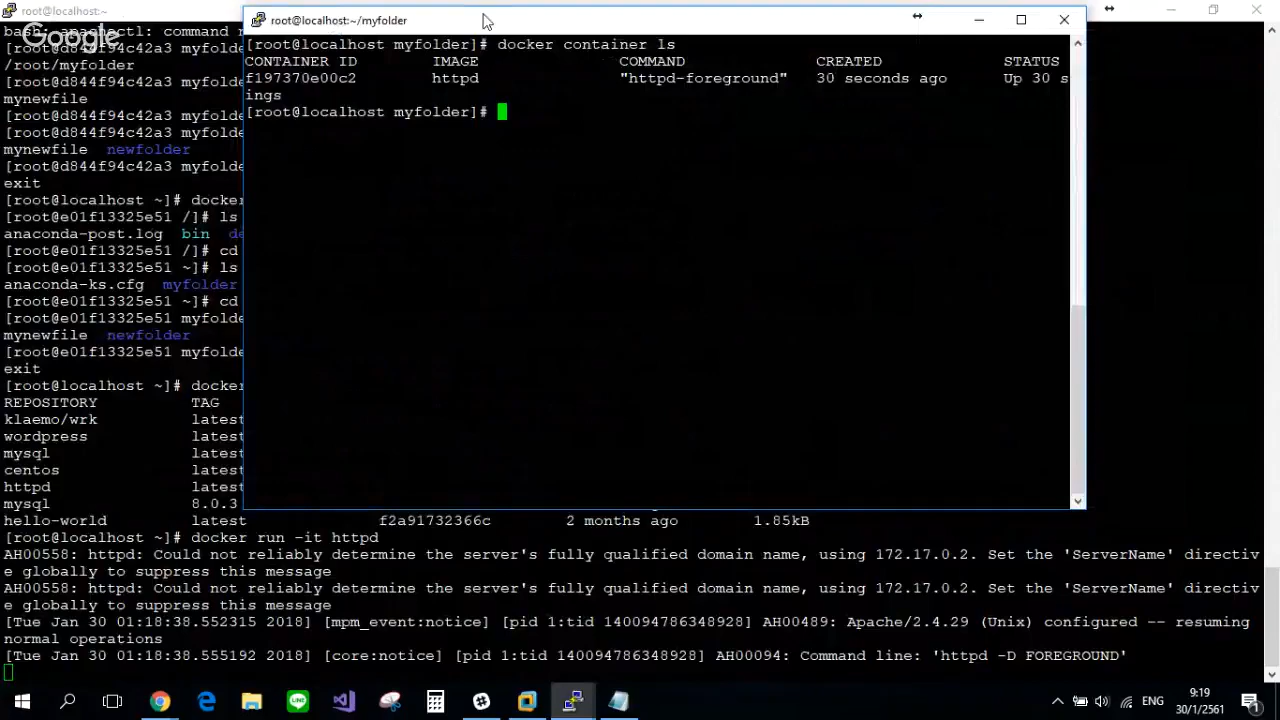 root@localhost:~
bash: anaconductl: command r
Google
[root@d844f94c42a3 myfolde
/root/myfolder
[root@d844f94c42a3 myfolde
mynewfile
[root@d844f94c42a3 myfolde
[root@d844f94c42a3 myfolde
mynewfile newfolder
[root@d844f94c42a3 myfolde
exit
[root@localhost ~]# docke
[root@e01f13325e51 /]# ls
anaconda-post.log bin de
[root@e01f13325e51 /]# cd
[root@e01f13325e51 ~]# ls
anaconda-ks.cfg myfolder
[root@e01f13325e51 ~]# cd
[root@e01f13325e51 myfolde
mynewfile newfolder
[root@e01f13325e51 myfolde
exit
[root@localhost ~]# docke
REPOSITORY TAG
klaemo/wrk latest
wordpress latest
mysql latest
centos latest
httpd latest
mysql 8.0.3
hello-world latest f2a91732366c 2 months ago 1.85kB
[root@localhost ~]# docker run -it httpd
AH00558: httpd: Could not reliably determine the server's fully qualified domain name, using 172.17.0.2. Set the 'ServerName' directiv
e globally to suppress this message
AH00558: httpd: Could not reliably determine the server's fully qualified domain name, using 172.17.0.2. Set the 'ServerName' directiv
e globally to suppress this message
[Tue Jan 30 01:18:38.552315 2018] [mpm_event:notice] [pid 1:tid 140094786348928] AH00489: Apache/2.4.29 (Unix) configured -- resuming
normal operations
[Tue Jan 30 01:18:38.555192 2018] [core:notice] [pid 1:tid 140094786348928] AH00094: Command line: 'httpd -D FOREGROUND'
root@localhost:~/myfolder
[root@localhost myfolder]# docker container ls
CONTAINER ID IMAGE COMMAND CREATED STATUS
f197370e00c2 httpd "httpd-foreground" 30 seconds ago Up 30 s
ings
[root@localhost myfolder]#
ENG
9:19
30/1/2561
1